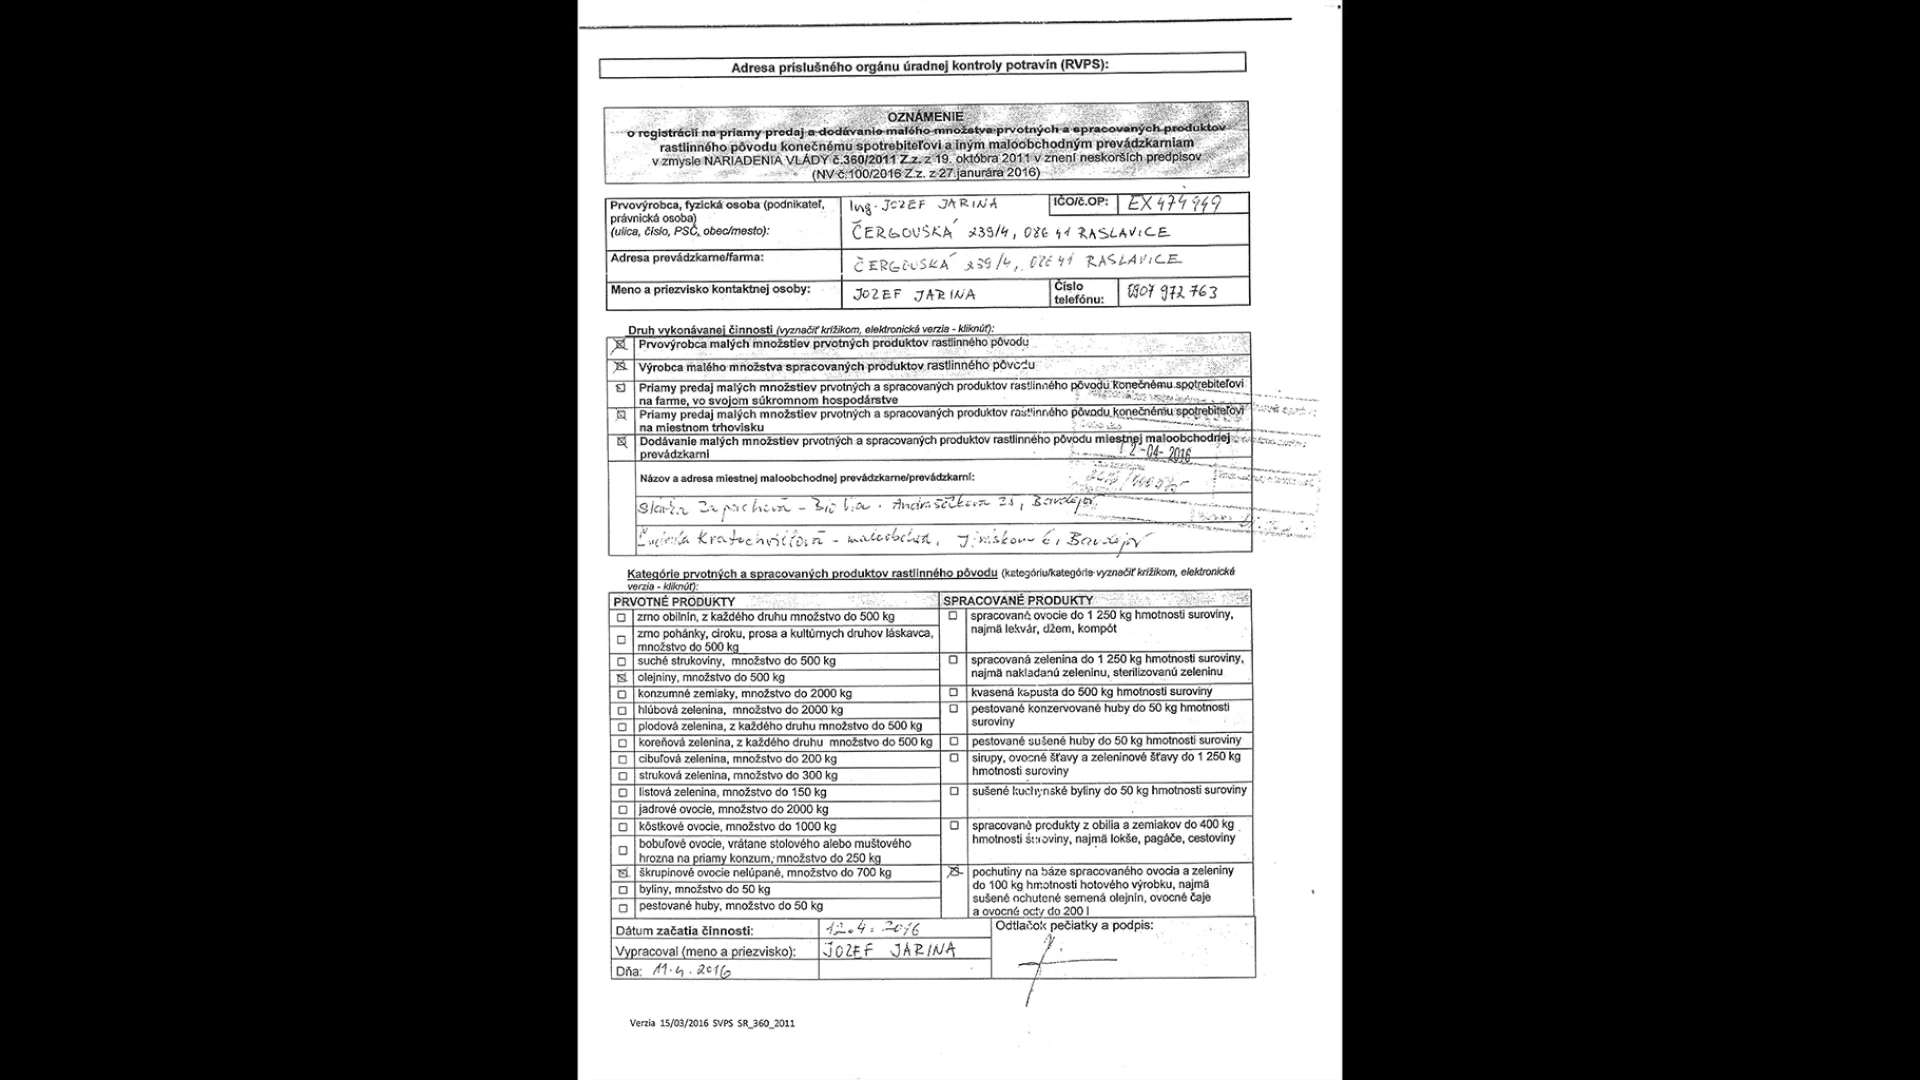 Adresa príslušného orgánu úradnej kontroly potravín (RVPS):
OZNÁMENIE
o registrácií na priamy predaj a dodávanie malého množstva prvotných a spracovaných produktov
rastlinného pôvodu konečnému spotrebiteľovi a iným maloobchodným prevádzkarniam
v zmysle NARIADENIA VLÁDY č.360/2011 Z.z. z 19. októbra 2011 v znení neskorších predpisov
(NV č.100/2016 Z.z. z 27.janurára 2016)
Prvovýrobca, fyzická osoba (podnikateľ,
právnická osoba)
(ulica, číslo, PSČ, obec/mesto):
Ing. JOZEF JARINA
IČO/č.OP:
EX474949
ČERGOVSKÁ 239/4, 086 41 RASLAVICE
Adresa prevádzkarne/farma:
ČERGOVSKÁ 239/4, 086 41 RASLAVICE
Meno a priezvisko kontaktnej osoby:
JOZEF JARINA
Číslo
telefónu:
0907 972 763
Druh vykonávanej činnosti (vyznačiť krížikom, elektronická verzia - kliknúť):
Prvovýrobca malých množstiev prvotných produktov rastlinného pôvodu
Výrobca malého množstva spracovaných produktov rastlinného pôvodu
Priamy predaj malých množstiev prvotných a spracovaných produktov rastlinného pôvodu konečnému spotrebiteľovi
na farme, vo svojom súkromnom hospodárstve
Priamy predaj malých množstiev prvotných a spracovaných produktov rastlinného pôvodu konečnému spotrebiteľovi
na miestnom trhovisku
Dodávanie malých množstiev prvotných a spracovaných produktov rastlinného pôvodu miestnej maloobchodnej
prevádzkarni
12-04-2016
Názov a adresa miestnej maloobchodnej prevádzkarne/prevádzkarní:
Bardejov
Kratochvíľová - maloobchod, Bardejov
Kategórie prvotných a spracovaných produktov rastlinného pôvodu (kategóriu/kategórie vyznačiť krížikom, elektronická
verzia - kliknúť):
PRVOTNÉ PRODUKTY
zrno obilnín, z každého druhu množstvo do 500 kg
zrno pohánky, ciroku, prosa a kultúrnych druhov láskavca,
množstvo do 500 kg
suché strukoviny, množstvo do 500 kg
olejniny, množstvo do 500 kg
konzumné zemiaky, množstvo do 2000 kg
hlúbová zelenina, množstvo do 2000 kg
plodová zelenina, z každého druhu množstvo do 500 kg
koreňová zelenina, z každého druhu množstvo do 500 kg
cibuľová zelenina, množstvo do 200 kg
struková zelenina, množstvo do 300 kg
listová zelenina, množstvo do 150 kg
jadrové ovocie, množstvo do 2000 kg
kôstkové ovocie, množstvo do 1000 kg
bobuľové ovocie, vrátane stolového alebo muštového
hrozna na priamy konzum, množstvo do 250 kg
škrupinové ovocie nelúpané, množstvo do 700 kg
byliny, množstvo do 50 kg
pestované huby, množstvo do 50 kg
SPRACOVANÉ PRODUKTY
spracované ovocie do 1 250 kg hmotnosti suroviny,
najmä lekvár, džem, kompót
spracovaná zelenina do 1 250 kg hmotnosti suroviny,
najmä nakladanú zeleninu, sterilizovanú zeleninu
kvasená kapusta do 500 kg hmotnosti suroviny
pestované konzervované huby do 50 kg hmotnosti
suroviny
pestované sušené huby do 50 kg hmotnosti suroviny
sirupy, ovocné šťavy a zeleninové šťavy do 1 250 kg
hmotnosti suroviny
sušené kuchynské byliny do 50 kg hmotnosti suroviny
spracované produkty z obilia a zemiakov do 400 kg
hmotnosti suroviny, najmä lokše, pagáče, cestoviny
pochutiny na báze spracovaného ovocia a zeleniny
do 100 kg hmotnosti hotového výrobku, najmä
sušené ochutené semená olejnín, ovocné čaje
a ovocné octy do 200 l
Dátum začatia činnosti:
12.4.2016
Odtlačok pečiatky a podpis:
Vypracoval (meno a priezvisko):
JOZEF JARINA
Dňa: 11.4.2016
Verzia 15/03/2016 SVPS SR_360_2011